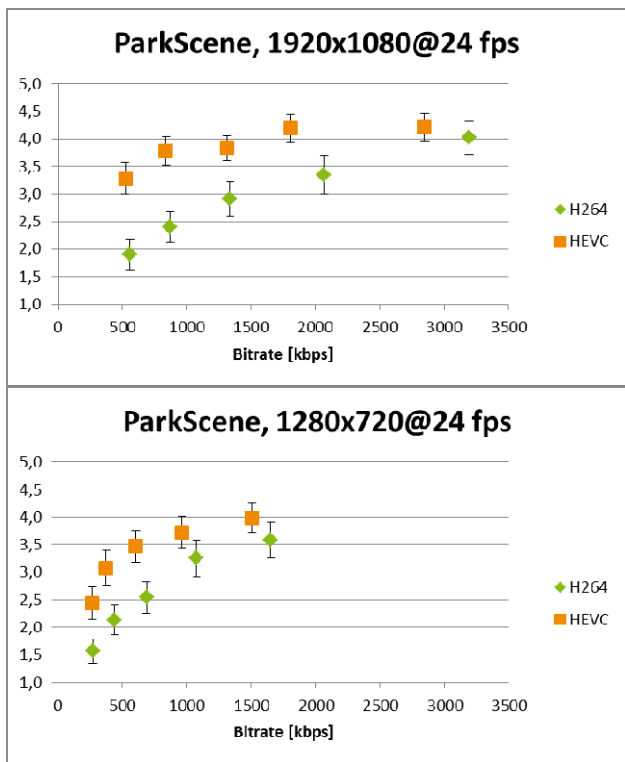 ParkScene, 1920x1080@24 fps
5,0
4,5
4,0
3,5
3,0
2,5
2,0
1,5
1,0
0 500 1000 1500 2000 2500 3000 3500
Bitrate [kbps]
H264
HEVC
ParkScene, 1280x720@24 fps
5,0
4,5
4,0
3,5
3,0
2,5
2,0
1,5
1,0
0 500 1000 1500 2000 2500 3000 3500
Bitrate [kbps]
H264
HEVC